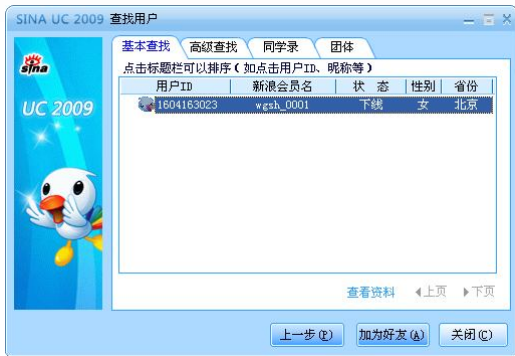 SINA UC 2009 查找用户
sina
UC 2009
基本查找 高级查找 同学录 团体
点击标题栏可以排序(如点击用户ID、昵称等)
用户ID 新浪会员名 状 态 性别 省份
1604163023 wgsh_0001 下线 女 北京
查看资料 上页 下页
上一步(P) 加为好友(A) 关闭(C)